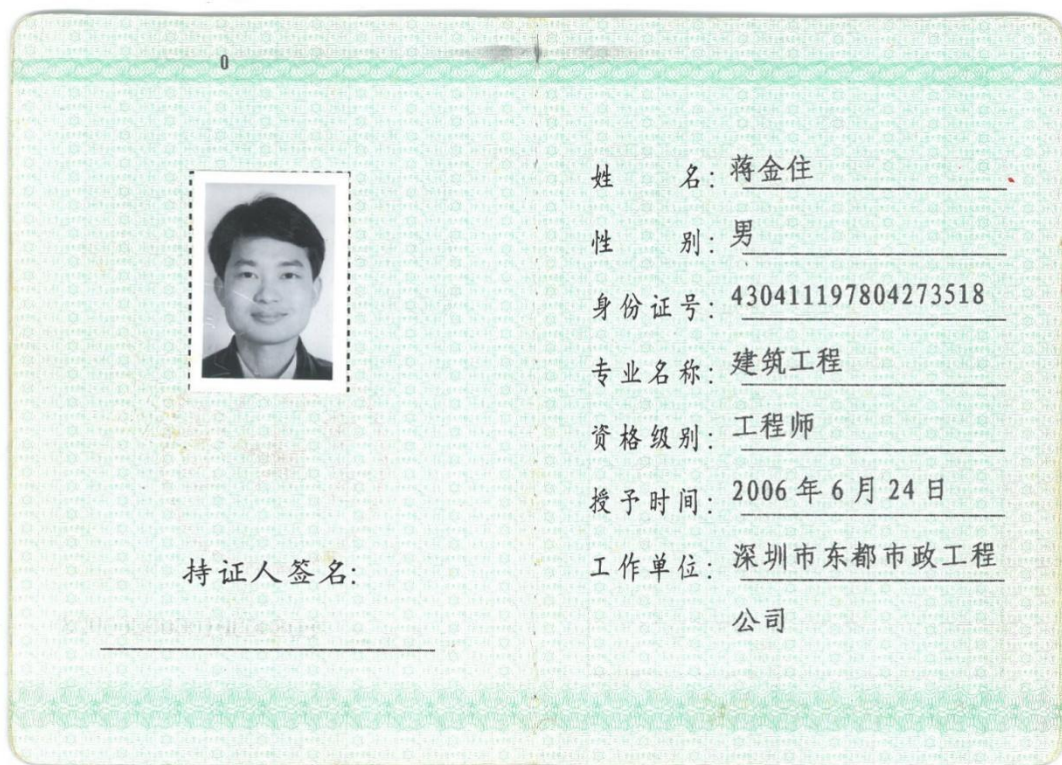 0
姓 名: 蒋金住
性 别: 男
身份证号: 430411197804273518
专业名称: 建筑工程
资格级别: 工程师
授予时间: 2006 年 6 月 24 日
工作单位: 深圳市东都市政工程
公司
持证人签名: